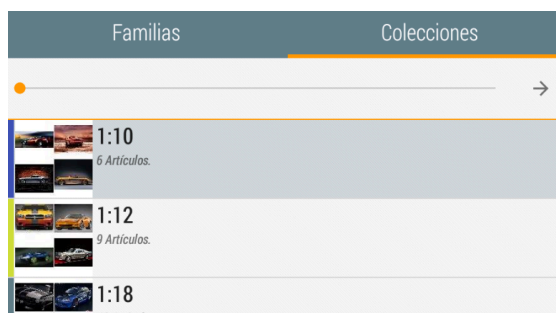 Familias
Colecciones
1:10
6 Artículos.
1:12
9 Artículos.
1:18